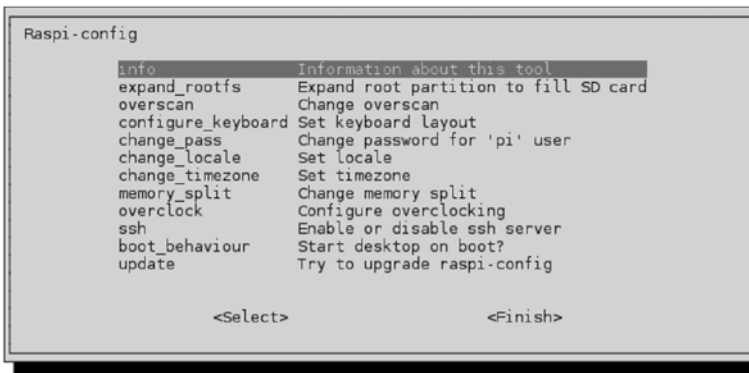 Raspi-config
info Information about this tool
expand_rootfs Expand root partition to fill SD card
overscan Change overscan
configure_keyboard Set keyboard layout
change_pass Change password for 'pi' user
change_locale Set locale
change_timezone Set timezone
memory_split Change memory split
overclock Configure overclocking
ssh Enable or disable ssh server
boot_behaviour Start desktop on boot?
update Try to upgrade raspi-config
<Select> <Finish>